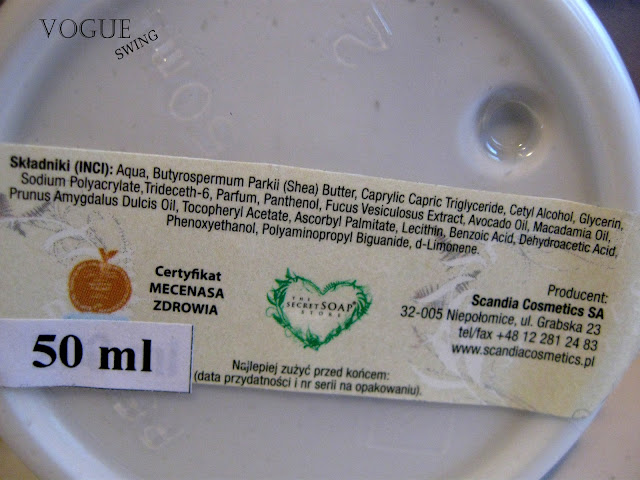 VOGUE
SWING
2
50m
Składniki (INCI): Aqua, Butyrospermum Parkii (Shea) Butter, Caprylic Capric Triglyceride, Cetyl Alcohol, Glycerin,
Sodium Polyacrylate,Trideceth-6, Parfum, Panthenol, Fucus Vesiculosus Extract, Avocado Oil, Macadamia Oil,
Prunus Amygdalus Dulcis Oil, Tocopheryl Acetate, Ascorbyl Palmitate, Lecithin, Benzoic Acid, Dehydroacetic Acid,
Phenoxyethanol, Polyaminopropyl Biguanide, d-Limonene.
Certyfikat
MECENASA
ZDROWIA
THE
SECRET SOAP®
STORY
Producent:
Scandia Cosmetics SA
32-005 Niepołomice, ul. Grabska 23
tel/fax +48 12 281 24 83
www.scandiacosmetics.pl
50 ml
Najlepiej zużyć przed końcem:
(data przydatności i nr serii na opakowaniu).